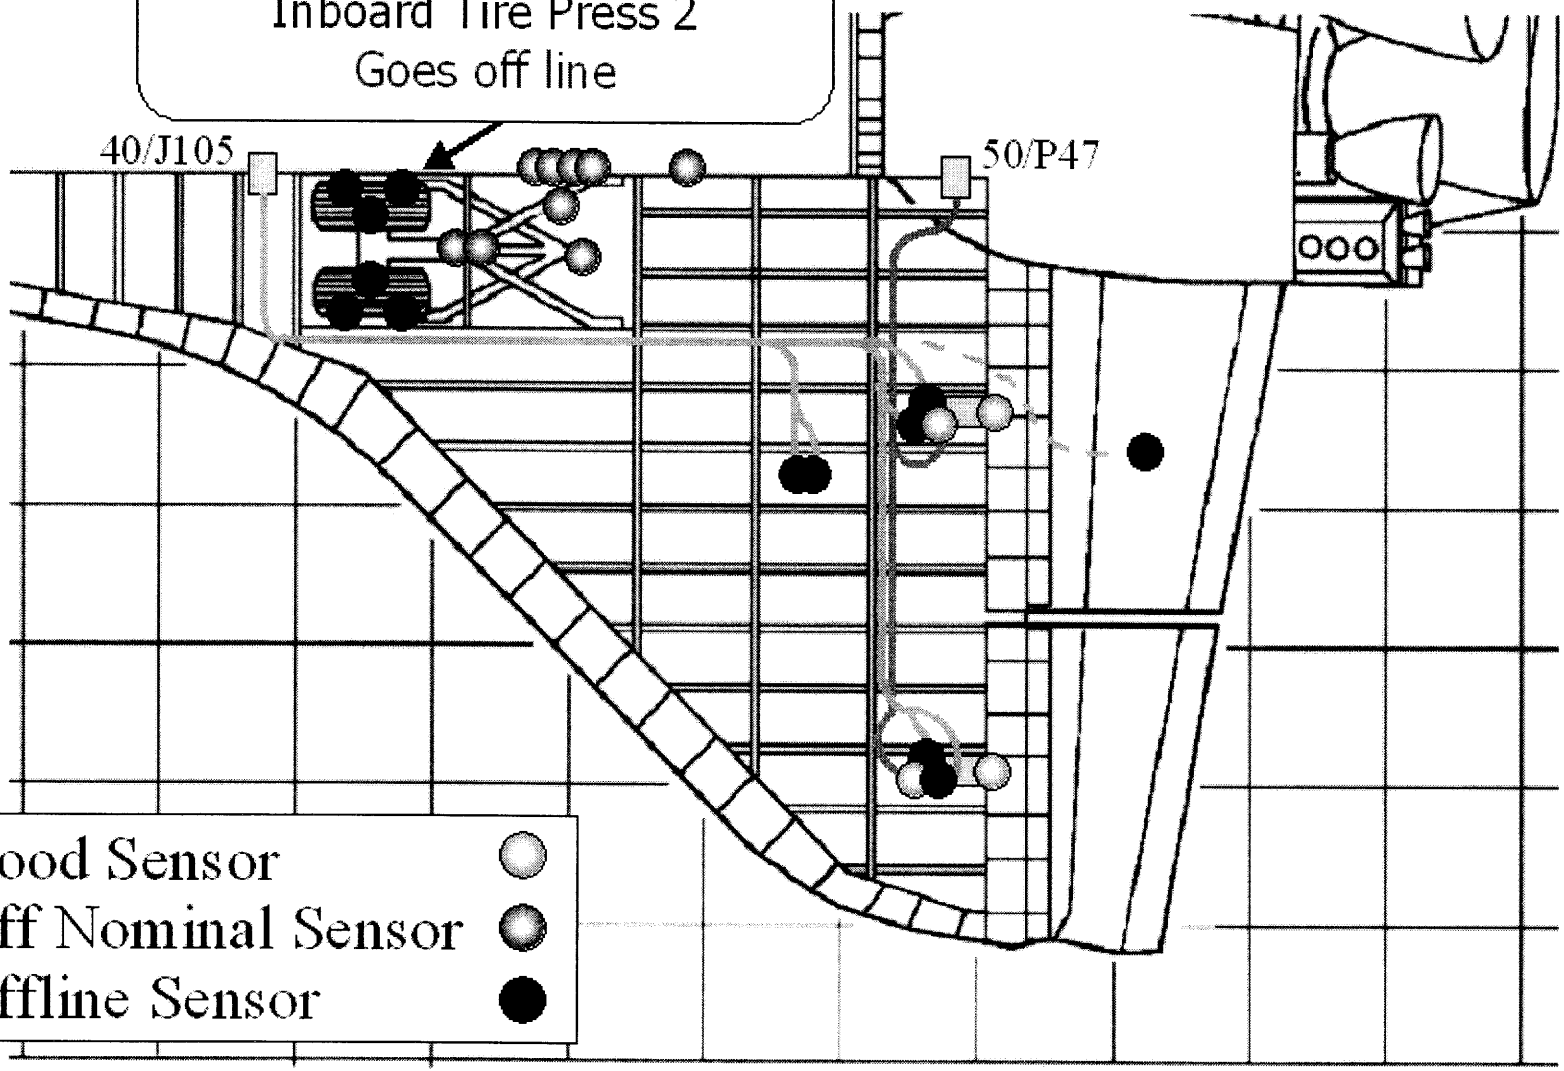 Inboard Tire Press 2
Goes off line
40/J105
50/P47
ood Sensor
ff Nominal Sensor
ffline Sensor